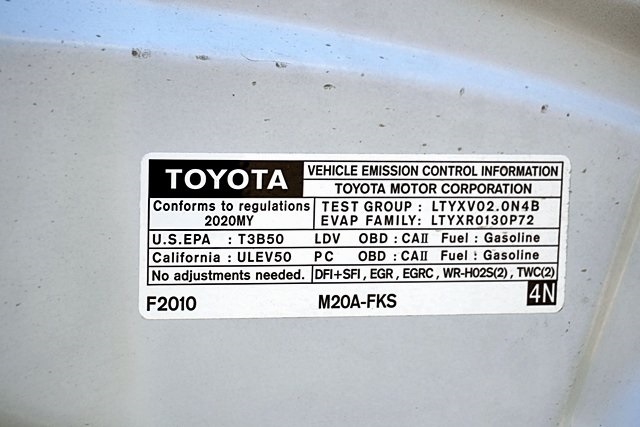 TOYOTA VEHICLE EMISSION CONTROL INFORMATION
TOYOTA MOTOR CORPORATION
Conforms to regulations TEST GROUP : LTYXV02.0N4B
2020MY EVAP FAMILY: LTYXR0130P72
U.S.EPA : T3B50 LDV OBD : CAII Fuel : Gasoline
California : ULEV50 PC OBD : CAII Fuel : Gasoline
No adjustments needed. DFI+SFI, EGR, EGRC, WR-HO2S(2), TWC(2)
F2010 M20A-FKS 4N